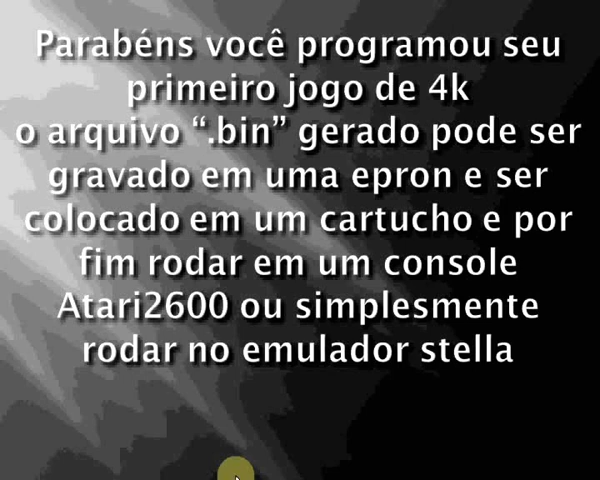 Parabéns você programou seu
primeiro jogo de 4k
o arquivo “.bin” gerado pode ser
gravado em uma epron e ser
colocado em um cartucho e por
fim rodar em um console
Atari2600 ou simplesmente
rodar no emulador stella